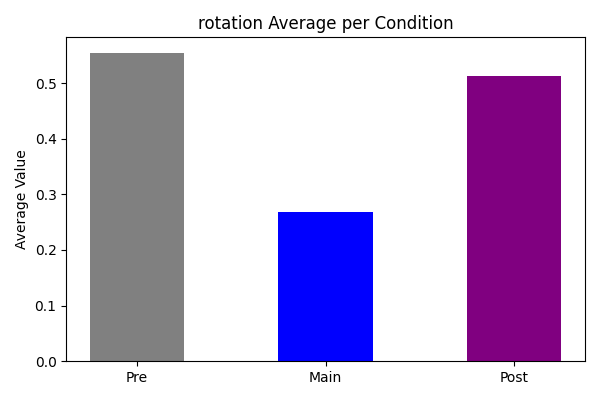 rotation Average per Condition
Average Value
0.5
0.4
0.3
0.2
0.1
0.0
Pre
Main
Post